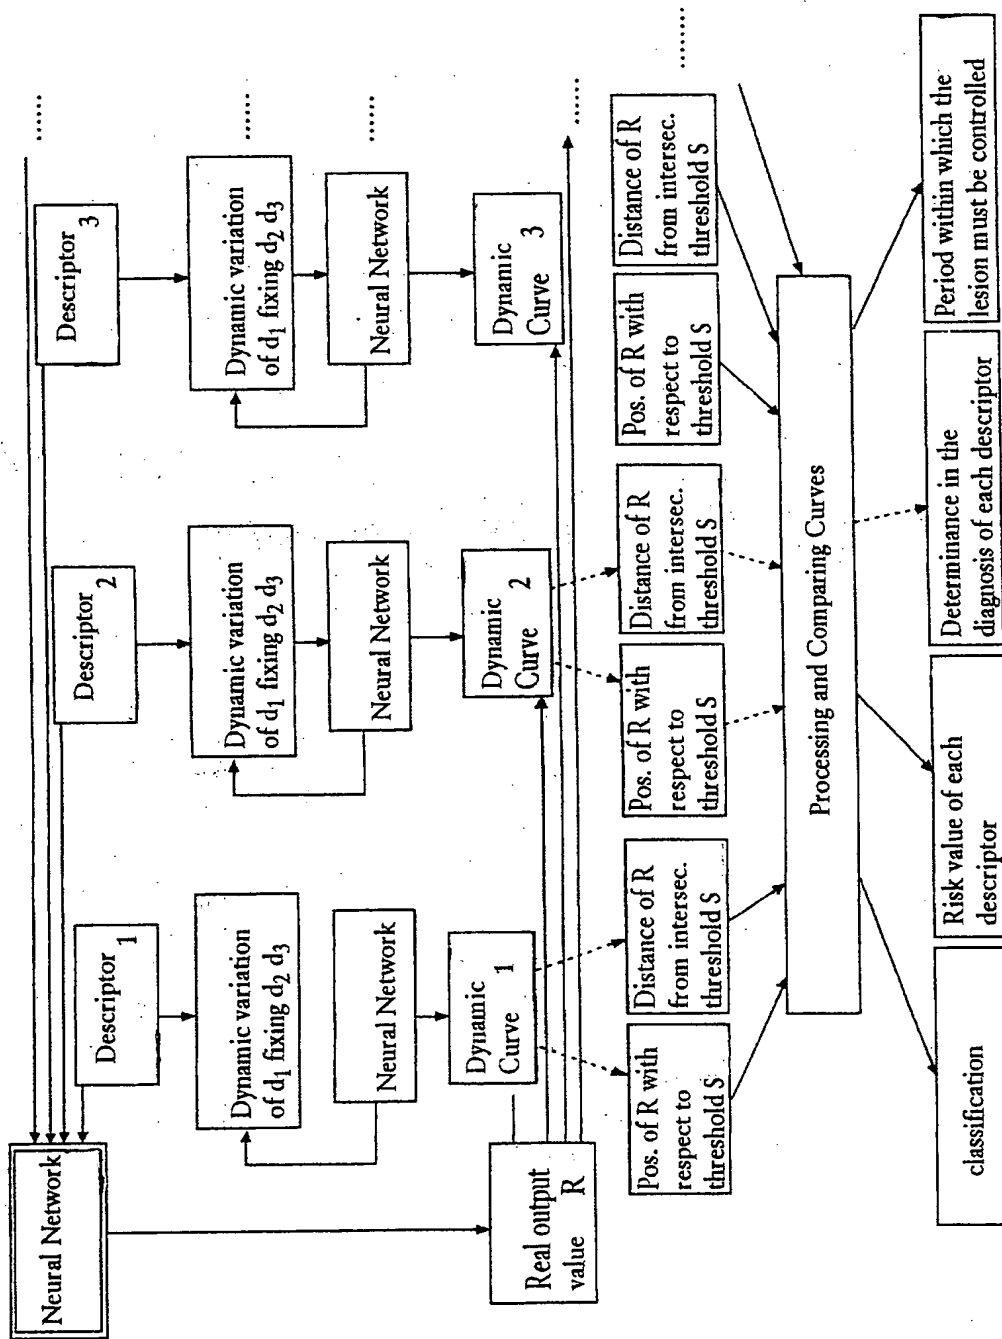 Neural Network
Descriptor
1
Descriptor
2
Descriptor
3
......
Dynamic variation
of d₁ fixing d₂ d₃
Dynamic variation
of d₁ fixing d₂ d₃
Dynamic variation
of d₁ fixing d₂ d₃
......
Neural Network
Neural Network
Neural Network
......
Real output
value R
Dynamic
Curve 1
Dynamic
Curve 2
Dynamic
Curve 3
......
Pos. of R with
respect to
threshold S
Distance of R
from intersec.
threshold S
Pos. of R with
respect to
threshold S
Distance of R
from intersec.
threshold S
Pos. of R with
respect to
threshold S
Distance of R
from intersec.
threshold S
........
Processing and Comparing Curves
classification
Risk value of each
descriptor
Determinance in the
diagnosis of each descriptor
Period within which the
lesion must be controlled